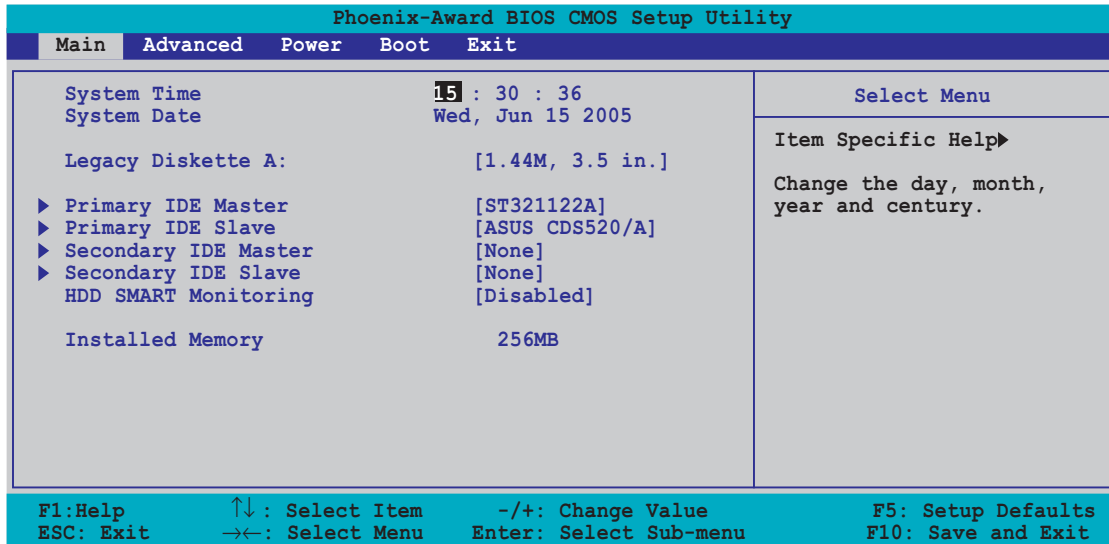 Phoenix-Award BIOS CMOS Setup Utility
Main Advanced Power Boot Exit
System Time 15 : 30 : 36
System Date Wed, Jun 15 2005
Legacy Diskette A: [1.44M, 3.5 in.]
Primary IDE Master [ST321122A]
Primary IDE Slave [ASUS CDS520/A]
Secondary IDE Master [None]
Secondary IDE Slave [None]
HDD SMART Monitoring [Disabled]
Installed Memory 256MB
Select Menu
Item Specific Help
Change the day, month,
year and century.
F1:Help ↑↓: Select Item -/+: Change Value F5: Setup Defaults
ESC: Exit →←: Select Menu Enter: Select Sub-menu F10: Save and Exit